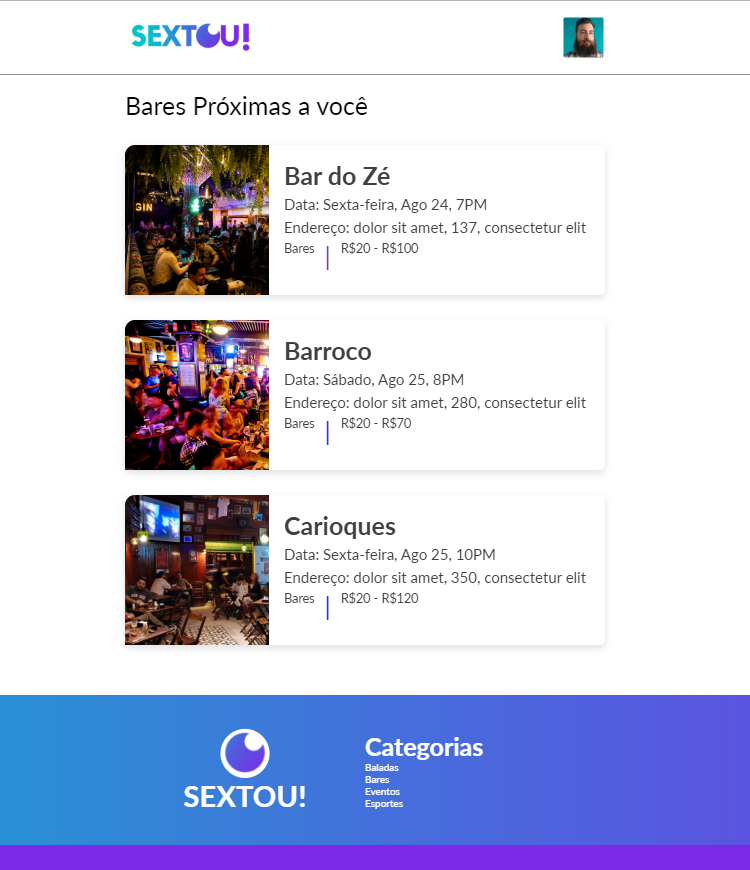 SEXTOU!
Bares Próximas a você
GIN
Bar do Zé
Data: Sexta-feira, Ago 24, 7PM
Endereço: dolor sit amet, 137, consectetur elit
Bares | R$20 - R$100
Barroco
Data: Sábado, Ago 25, 8PM
Endereço: dolor sit amet, 280, consectetur elit
Bares | R$20 - R$70
Carioques
Data: Sexta-feira, Ago 25, 10PM
Endereço: dolor sit amet, 350, consectetur elit
Bares | R$20 - R$120
SEXTOU!
Categorias
Baladas
Bares
Eventos
Esportes